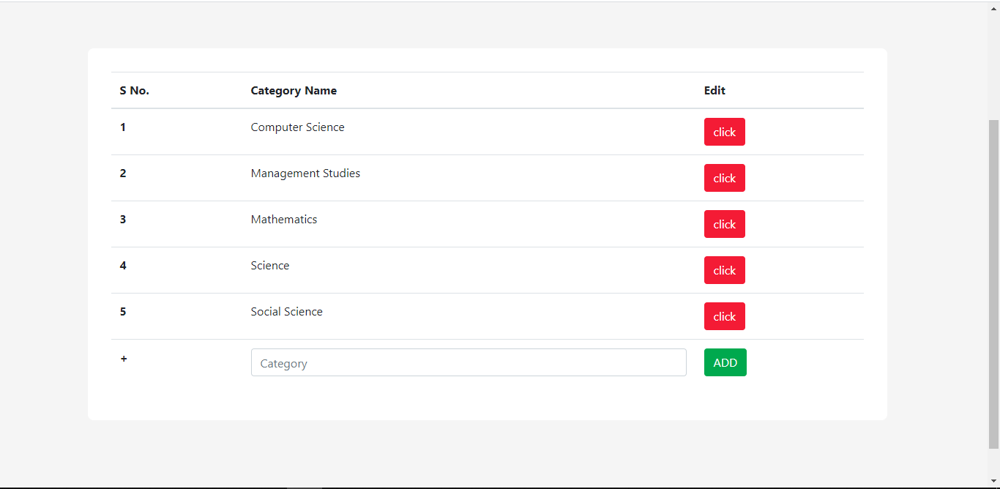 S No. Category Name Edit
1 Computer Science click
2 Management Studies click
3 Mathematics click
4 Science click
5 Social Science click
+ Category ADD